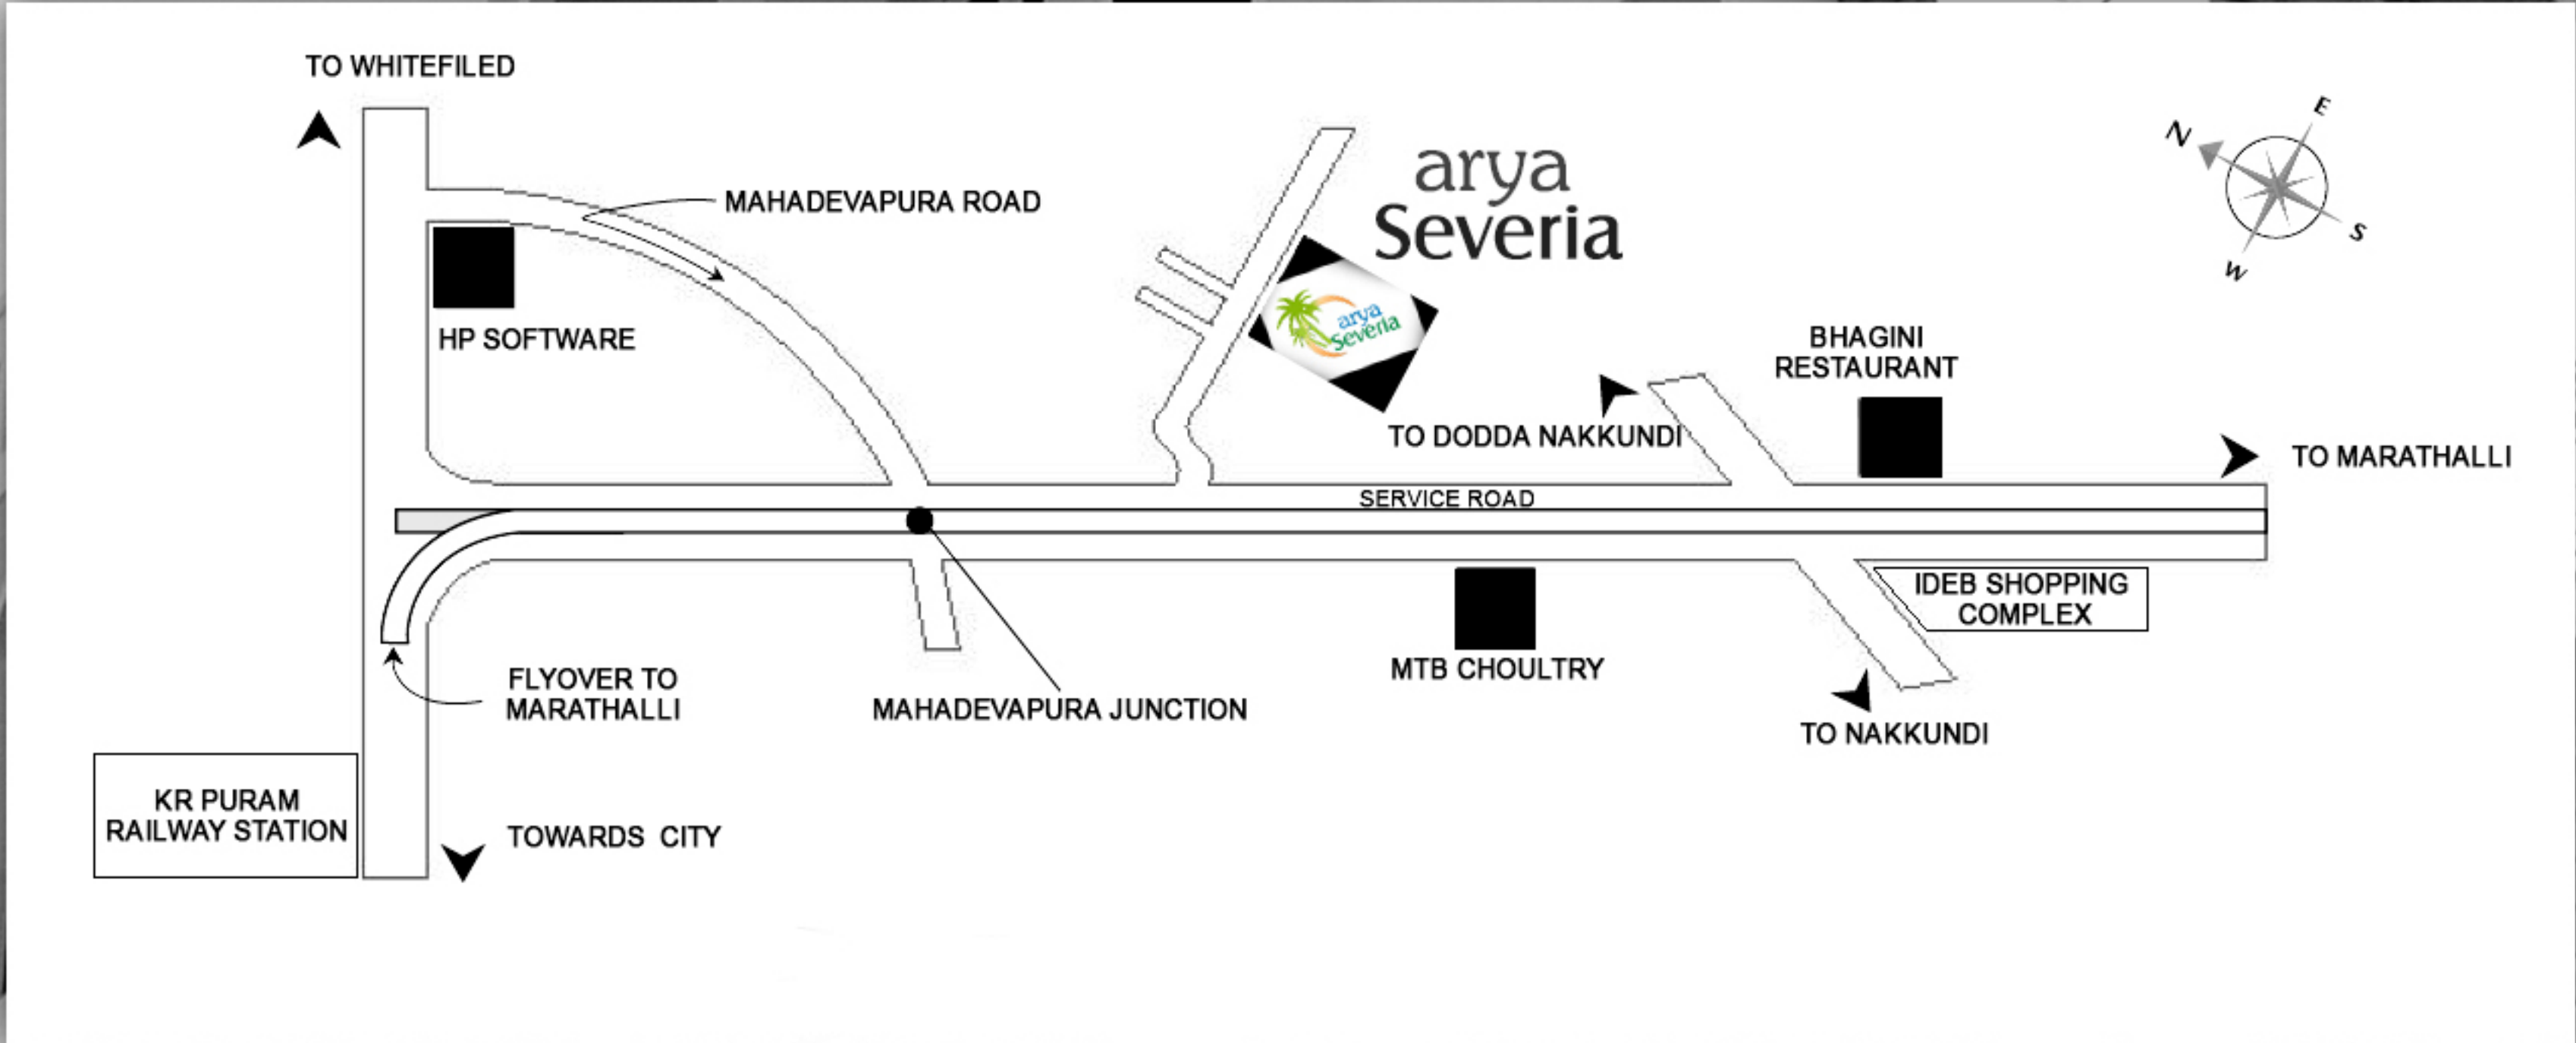 TO WHITEFILED
MAHADEVAPURA ROAD
arya
Severia
N
E
S
W
HP SOFTWARE
arya
severia
BHAGINI
RESTAURANT
TO DODDA NAKKUNDI
TO MARATHALLI
SERVICE ROAD
IDEB SHOPPING
COMPLEX
MTB CHOULTRY
FLYOVER TO
MARATHALLI
MAHADEVAPURA JUNCTION
TO NAKKUNDI
KR PURAM
RAILWAY STATION
TOWARDS CITY